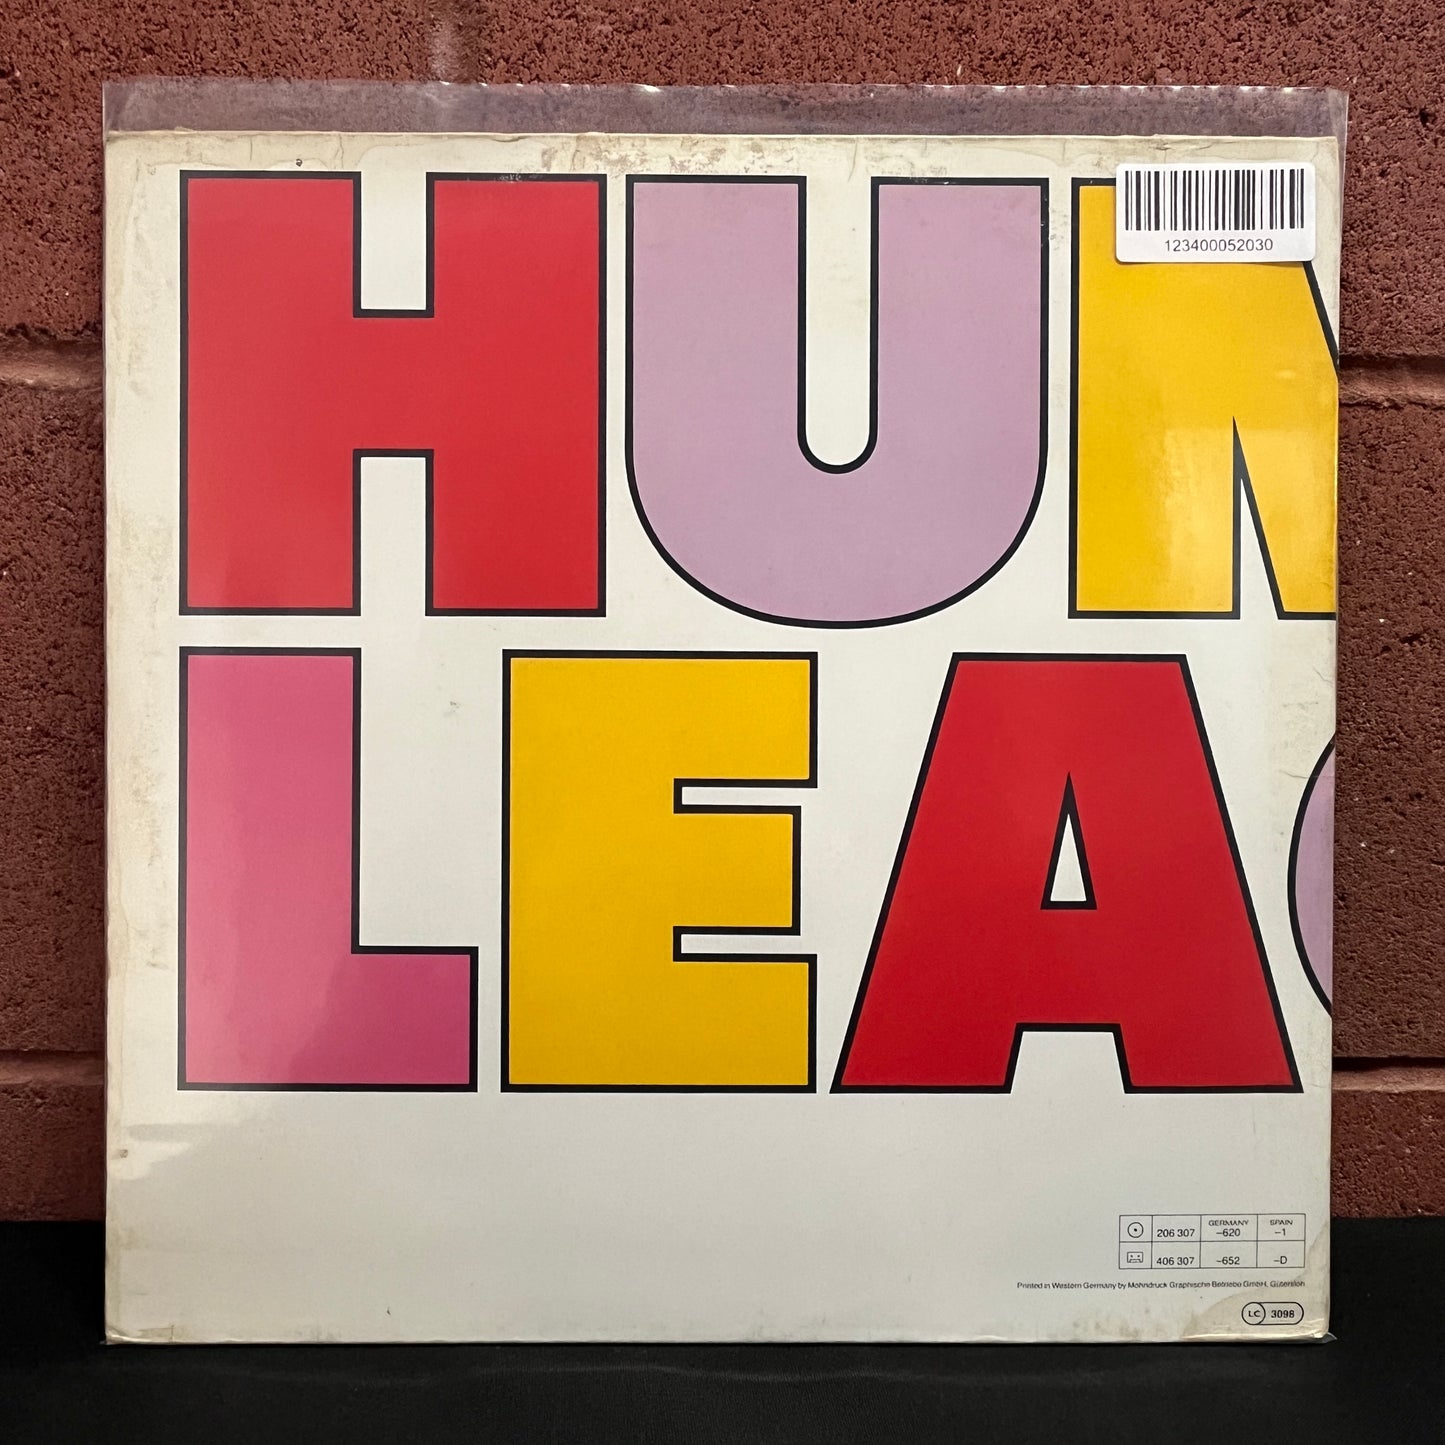 HUM
123400052030
LEAG
GERMANY SPAIN
206 307 -620 -1
406 307 -652 -D
Printed in Western Germany by Mohndruck Graphische Betriebe GmbH, Gütersloh
LC 3098